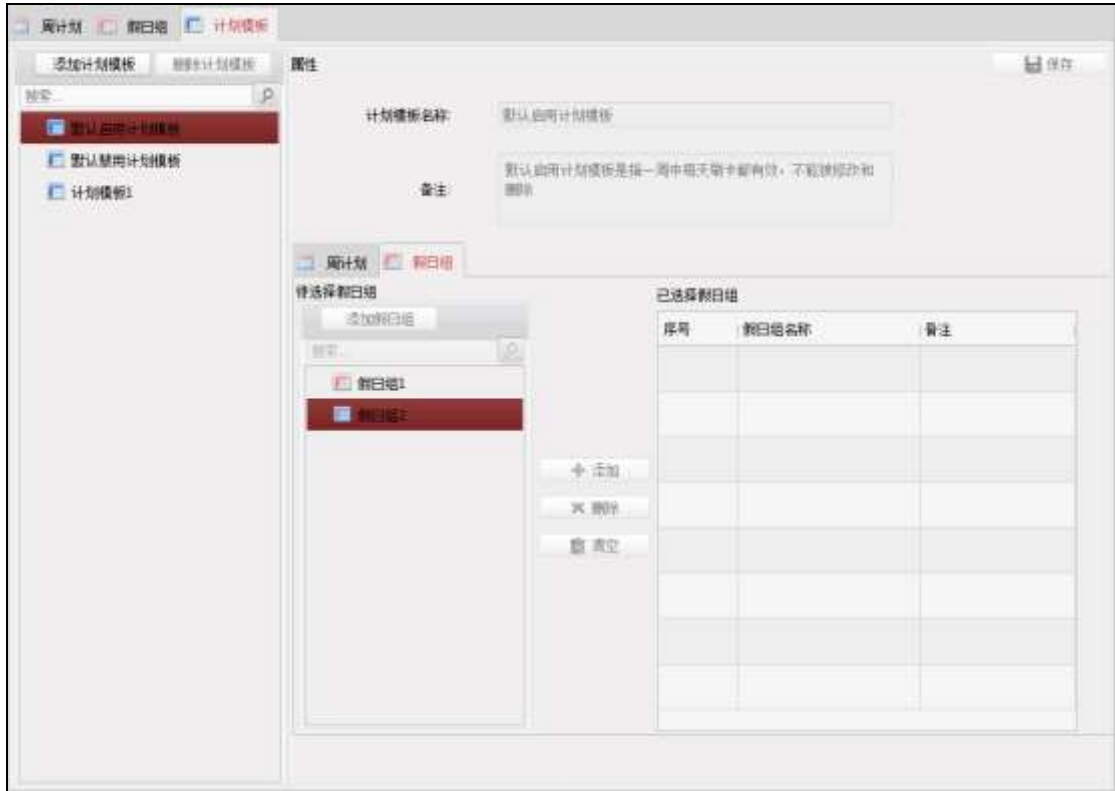 周计划 假日组 计划模板
添加计划模板 删除计划模板
搜索...
默认启用计划模板
默认禁用计划模板
计划模板1
属性
保存
计划模板名称:
默认启用计划模板
备注:
默认启用计划模板是指一周中每天刷卡都有效，不能被修改和
删除
周计划 假日组
待选择假日组
添加假日组
搜索...
假日组1
假日组2
添加
删除
清空
已选择假日组
序号 假日组名称 备注